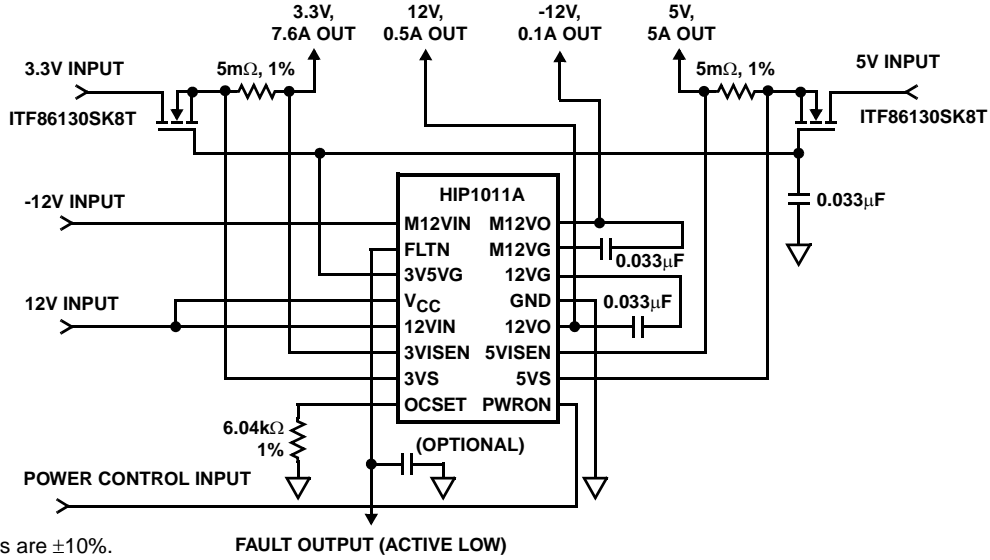 3.3V,
7.6A OUT
12V,
0.5A OUT
-12V,
0.1A OUT
5V,
5A OUT
3.3V INPUT
5mΩ, 1%
5mΩ, 1%
5V INPUT
ITF86130SK8T
ITF86130SK8T
HIP1011A
0.033μF
-12V INPUT
M12VIN
M12VO
FLTN
M12VG
0.033μF
3V5VG
12VG
12V INPUT
VCC
GND
0.033μF
12VIN
12VO
3VISEN
5VISEN
3VS
5VS
OCSET
PWRON
6.04kΩ
1%
(OPTIONAL)
POWER CONTROL INPUT
s are ±10%.
FAULT OUTPUT (ACTIVE LOW)